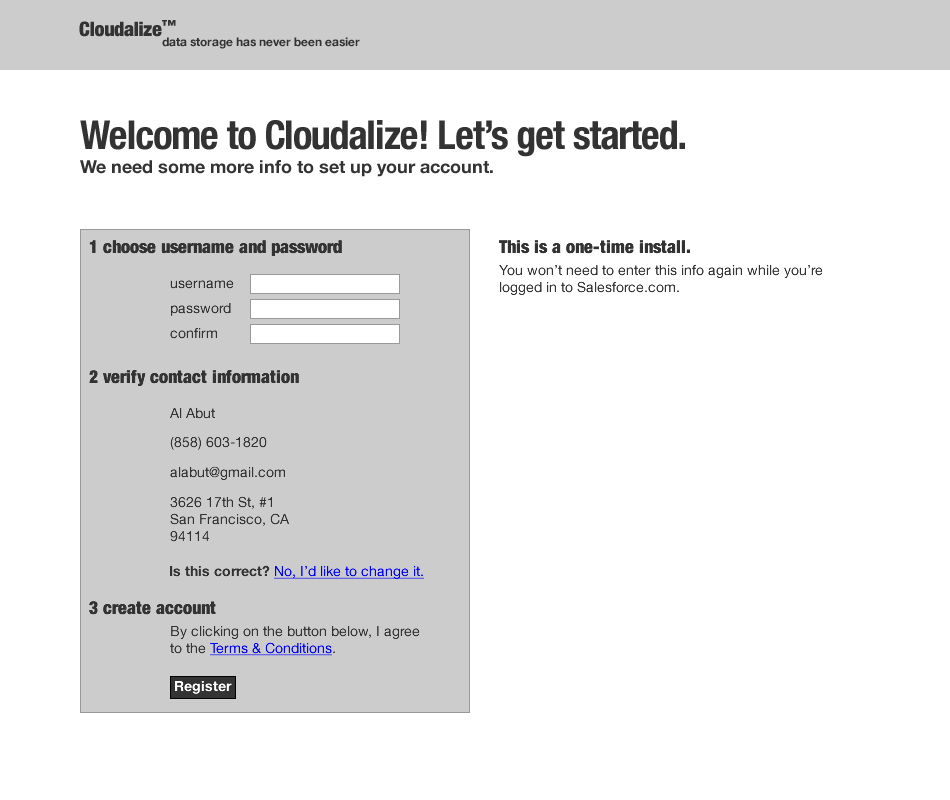 Cloudalize™
data storage has never been easier
Welcome to Cloudalize! Let’s get started.
We need some more info to set up your account.
1 choose username and password
username
password
confirm
2 verify contact information
Al Abut
(858) 603-1820
alabut@gmail.com
3626 17th St, #1
San Francisco, CA
94114
Is this correct? No, I’d like to change it.
3 create account
By clicking on the button below, I agree
to the Terms & Conditions.
Register
This is a one-time install.
You won’t need to enter this info again while you’re
logged in to Salesforce.com.